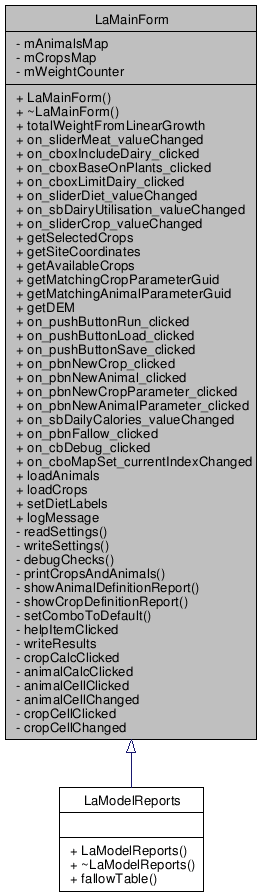 LaMainForm
- mAnimalsMap
- mCropsMap
- mWeightCounter
+ LaMainForm()
+ ~LaMainForm()
+ totalWeightFromLinearGrowth
+ on_sliderMeat_valueChanged
+ on_cboxIncludeDairy_clicked
+ on_cboxBaseOnPlants_clicked
+ on_cboxLimitDairy_clicked
+ on_sliderDiet_valueChanged
+ on_sbDairyUtilisation_valueChanged
+ on_sliderCrop_valueChanged
+ getSelectedCrops
+ getSiteCoordinates
+ getAvailableCrops
+ getMatchingCropParameterGuid
+ getMatchingAnimalParameterGuid
+ getDEM
+ on_pushButtonRun_clicked
+ on_pushButtonLoad_clicked
+ on_pushButtonSave_clicked
+ on_pbnNewCrop_clicked
+ on_pbnNewAnimal_clicked
+ on_pbnNewCropParameter_clicked
+ on_pbnNewAnimalParameter_clicked
+ on_sbDailyCalories_valueChanged
+ on_pbnFallow_clicked
+ on_cbDebug_clicked
+ on_cboMapSet_currentIndexChanged
+ loadAnimals
+ loadCrops
+ setDietLabels
+ logMessage
- readSettings()
- writeSettings()
- debugChecks()
- printCropsAndAnimals()
- showAnimalDefinitionReport()
- showCropDefinitionReport()
- setComboToDefault()
- helpItemClicked
- writeResults
- cropCalcClicked
- animalCalcClicked
- animalCellClicked
- animalCellChanged
- cropCellClicked
- cropCellChanged
LaModelReports
+ LaModelReports()
+ ~LaModelReports()
+ fallowTable()